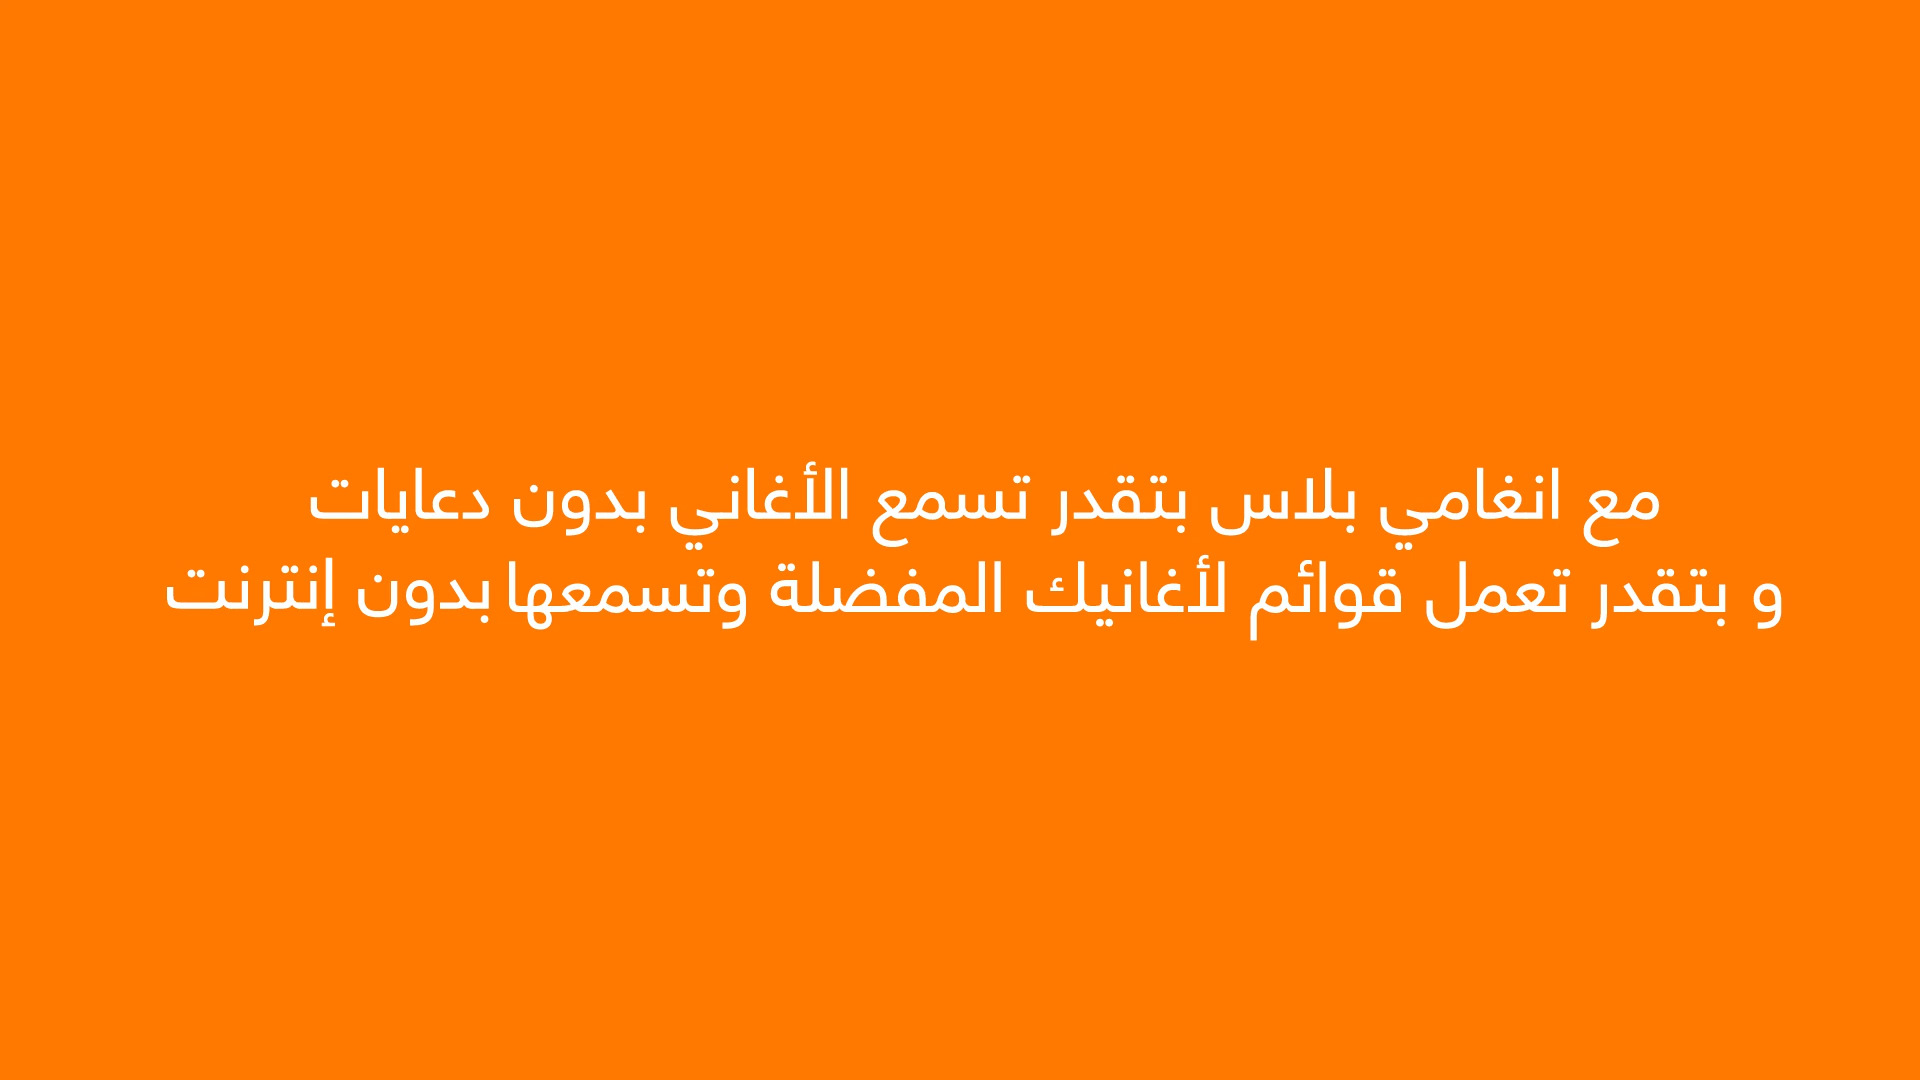 مع انغامي بلاس بتقدر تسمع الأغاني بدون دعايات
و بتقدر تعمل قوائم لأغانيك المفضلة وتسمعها بدون إنترنت